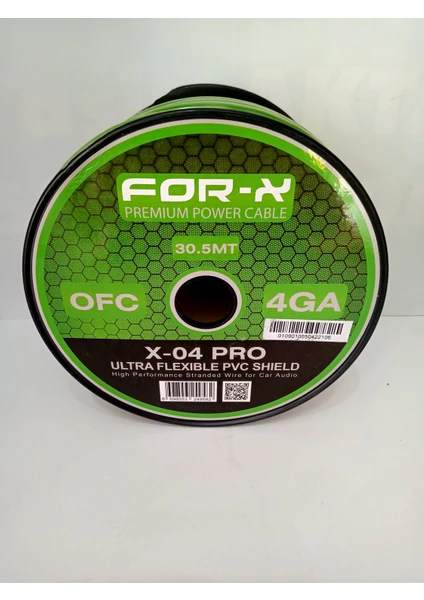 FOR-X
PREMIUM POWER CABLE
30.5MT
OFC
4GA
0109010050422106
X-04 PRO
ULTRA FLEXIBLE PVC SHIELD
High Performance Stranded Wire for Car Audio